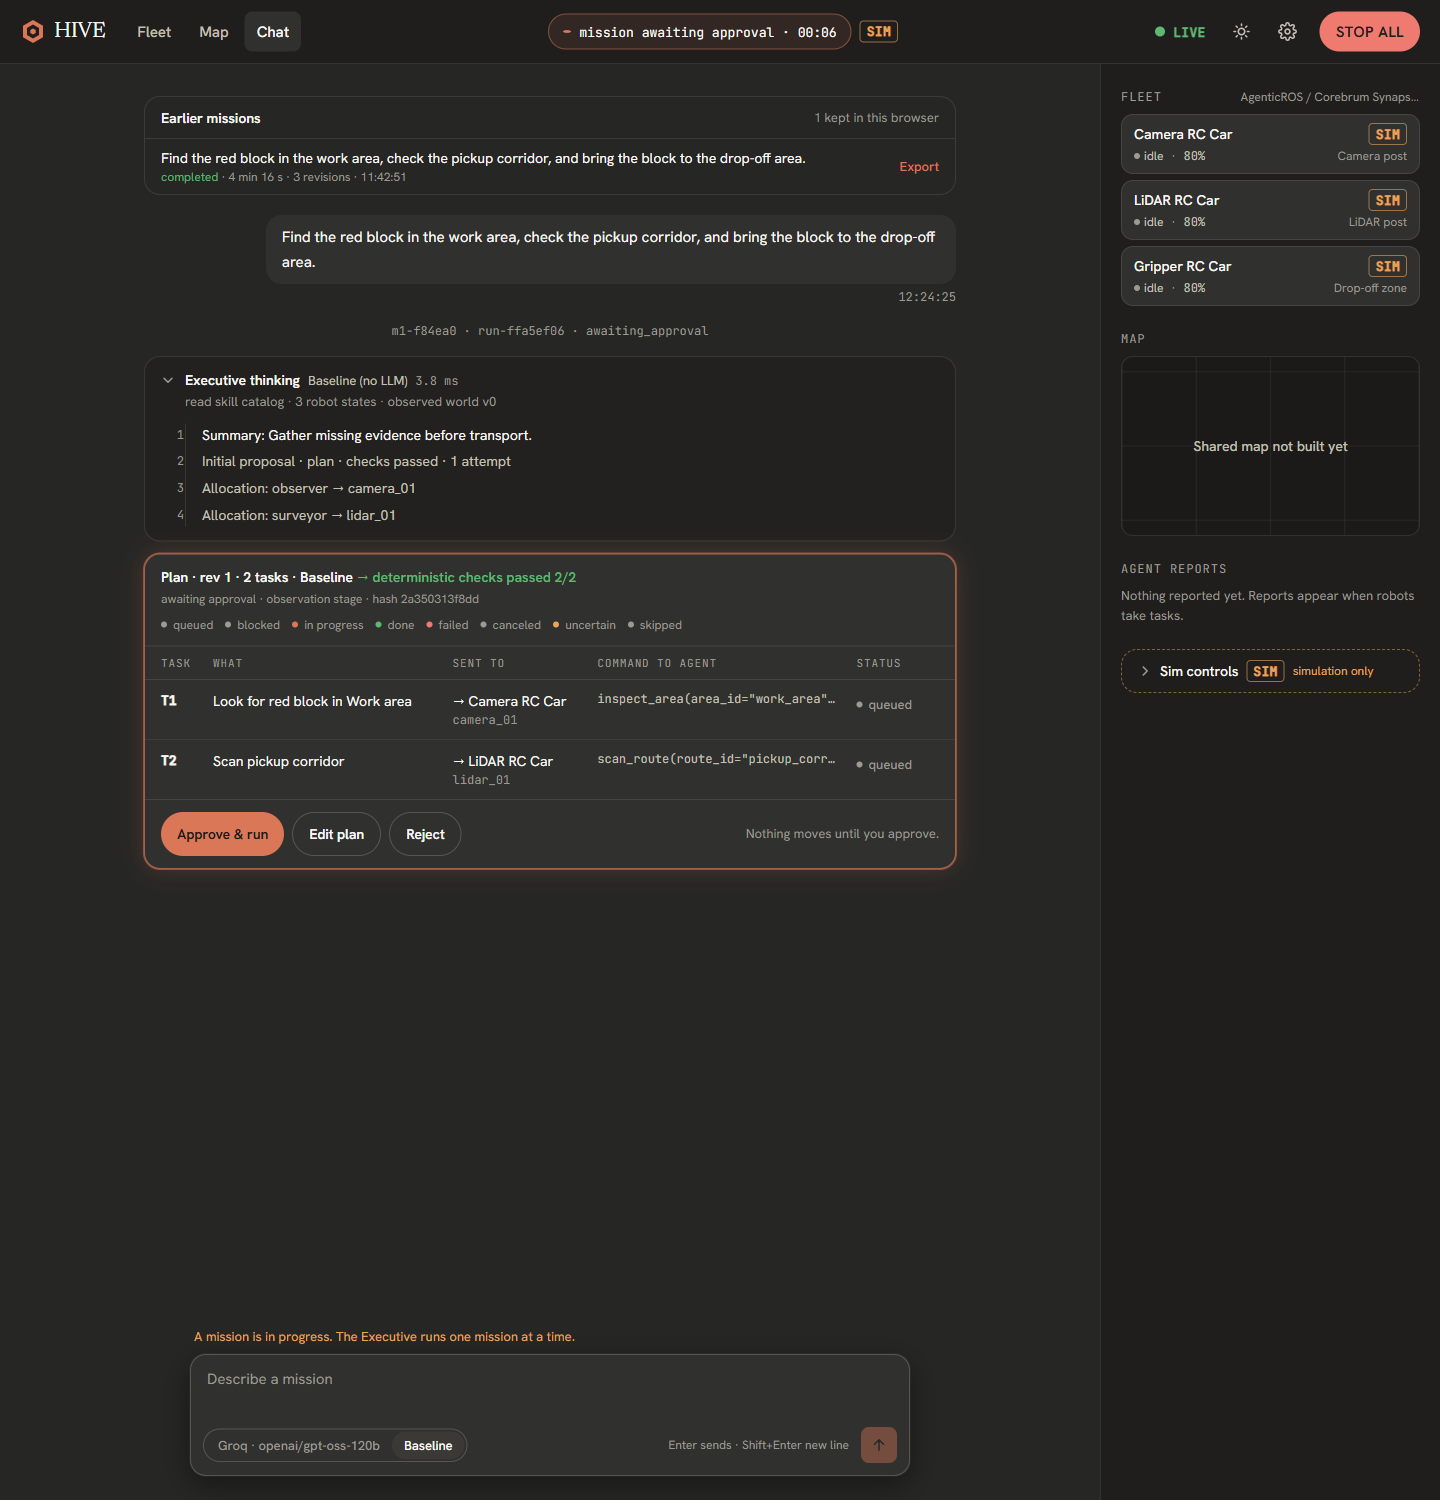 HIVE
Fleet
Map
Chat
mission awaiting approval · 00:06
SIM
LIVE
STOP ALL
Earlier missions
1 kept in this browser
Find the red block in the work area, check the pickup corridor, and bring the block to the drop-off area.
completed · 4 min 16 s · 3 revisions · 11:42:51
Export
Find the red block in the work area, check the pickup corridor, and bring the block to the drop-off
area.
12:24:25
m1-f84ea0 · run-ffa5ef06 · awaiting_approval
Executive thinking Baseline (no LLM) 3.8 ms
read skill catalog · 3 robot states · observed world v0
1 Summary: Gather missing evidence before transport.
2 Initial proposal · plan · checks passed · 1 attempt
3 Allocation: observer → camera_01
4 Allocation: surveyor → lidar_01
Plan · rev 1 · 2 tasks · Baseline → deterministic checks passed 2/2
awaiting approval · observation stage · hash 2a350313f8dd
queued blocked in progress done failed canceled uncertain skipped
TASK WHAT SENT TO COMMAND TO AGENT STATUS
T1 Look for red block in Work area → Camera RC Car inspect_area(area_id="work_area"… queued
camera_01
T2 Scan pickup corridor → LiDAR RC Car scan_route(route_id="pickup_corr… queued
lidar_01
Approve & run
Edit plan
Reject
Nothing moves until you approve.
A mission is in progress. The Executive runs one mission at a time.
Describe a mission
Groq · openai/gpt-oss-120b
Baseline
Enter sends · Shift+Enter new line
FLEET
AgenticROS / Corebrum Synaps...
Camera RC Car SIM
idle · 80% Camera post
LiDAR RC Car SIM
idle · 80% LiDAR post
Gripper RC Car SIM
idle · 80% Drop-off zone
MAP
Shared map not built yet
AGENT REPORTS
Nothing reported yet. Reports appear when robots
take tasks.
Sim controls SIM simulation only